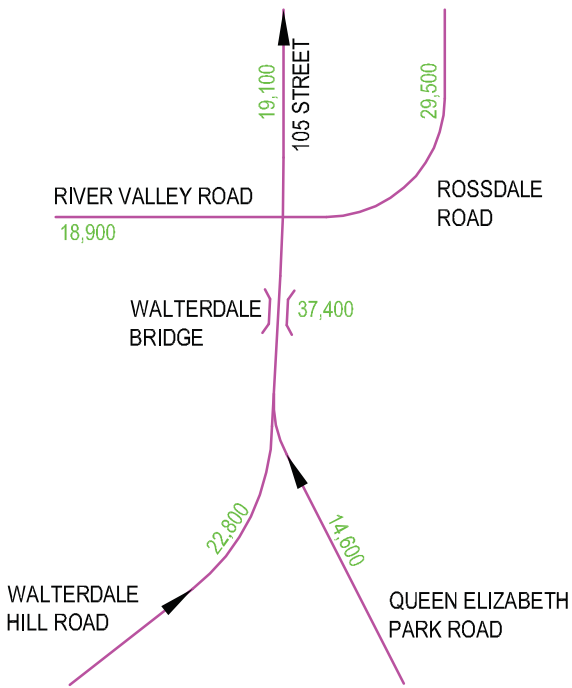 19,100
105 STREET
29,500
RIVER VALLEY ROAD
18,900
ROSSDALE
ROAD
WALTERDALE
BRIDGE
37,400
22,800
14,600
WALTERDALE
HILL ROAD
QUEEN ELIZABETH
PARK ROAD